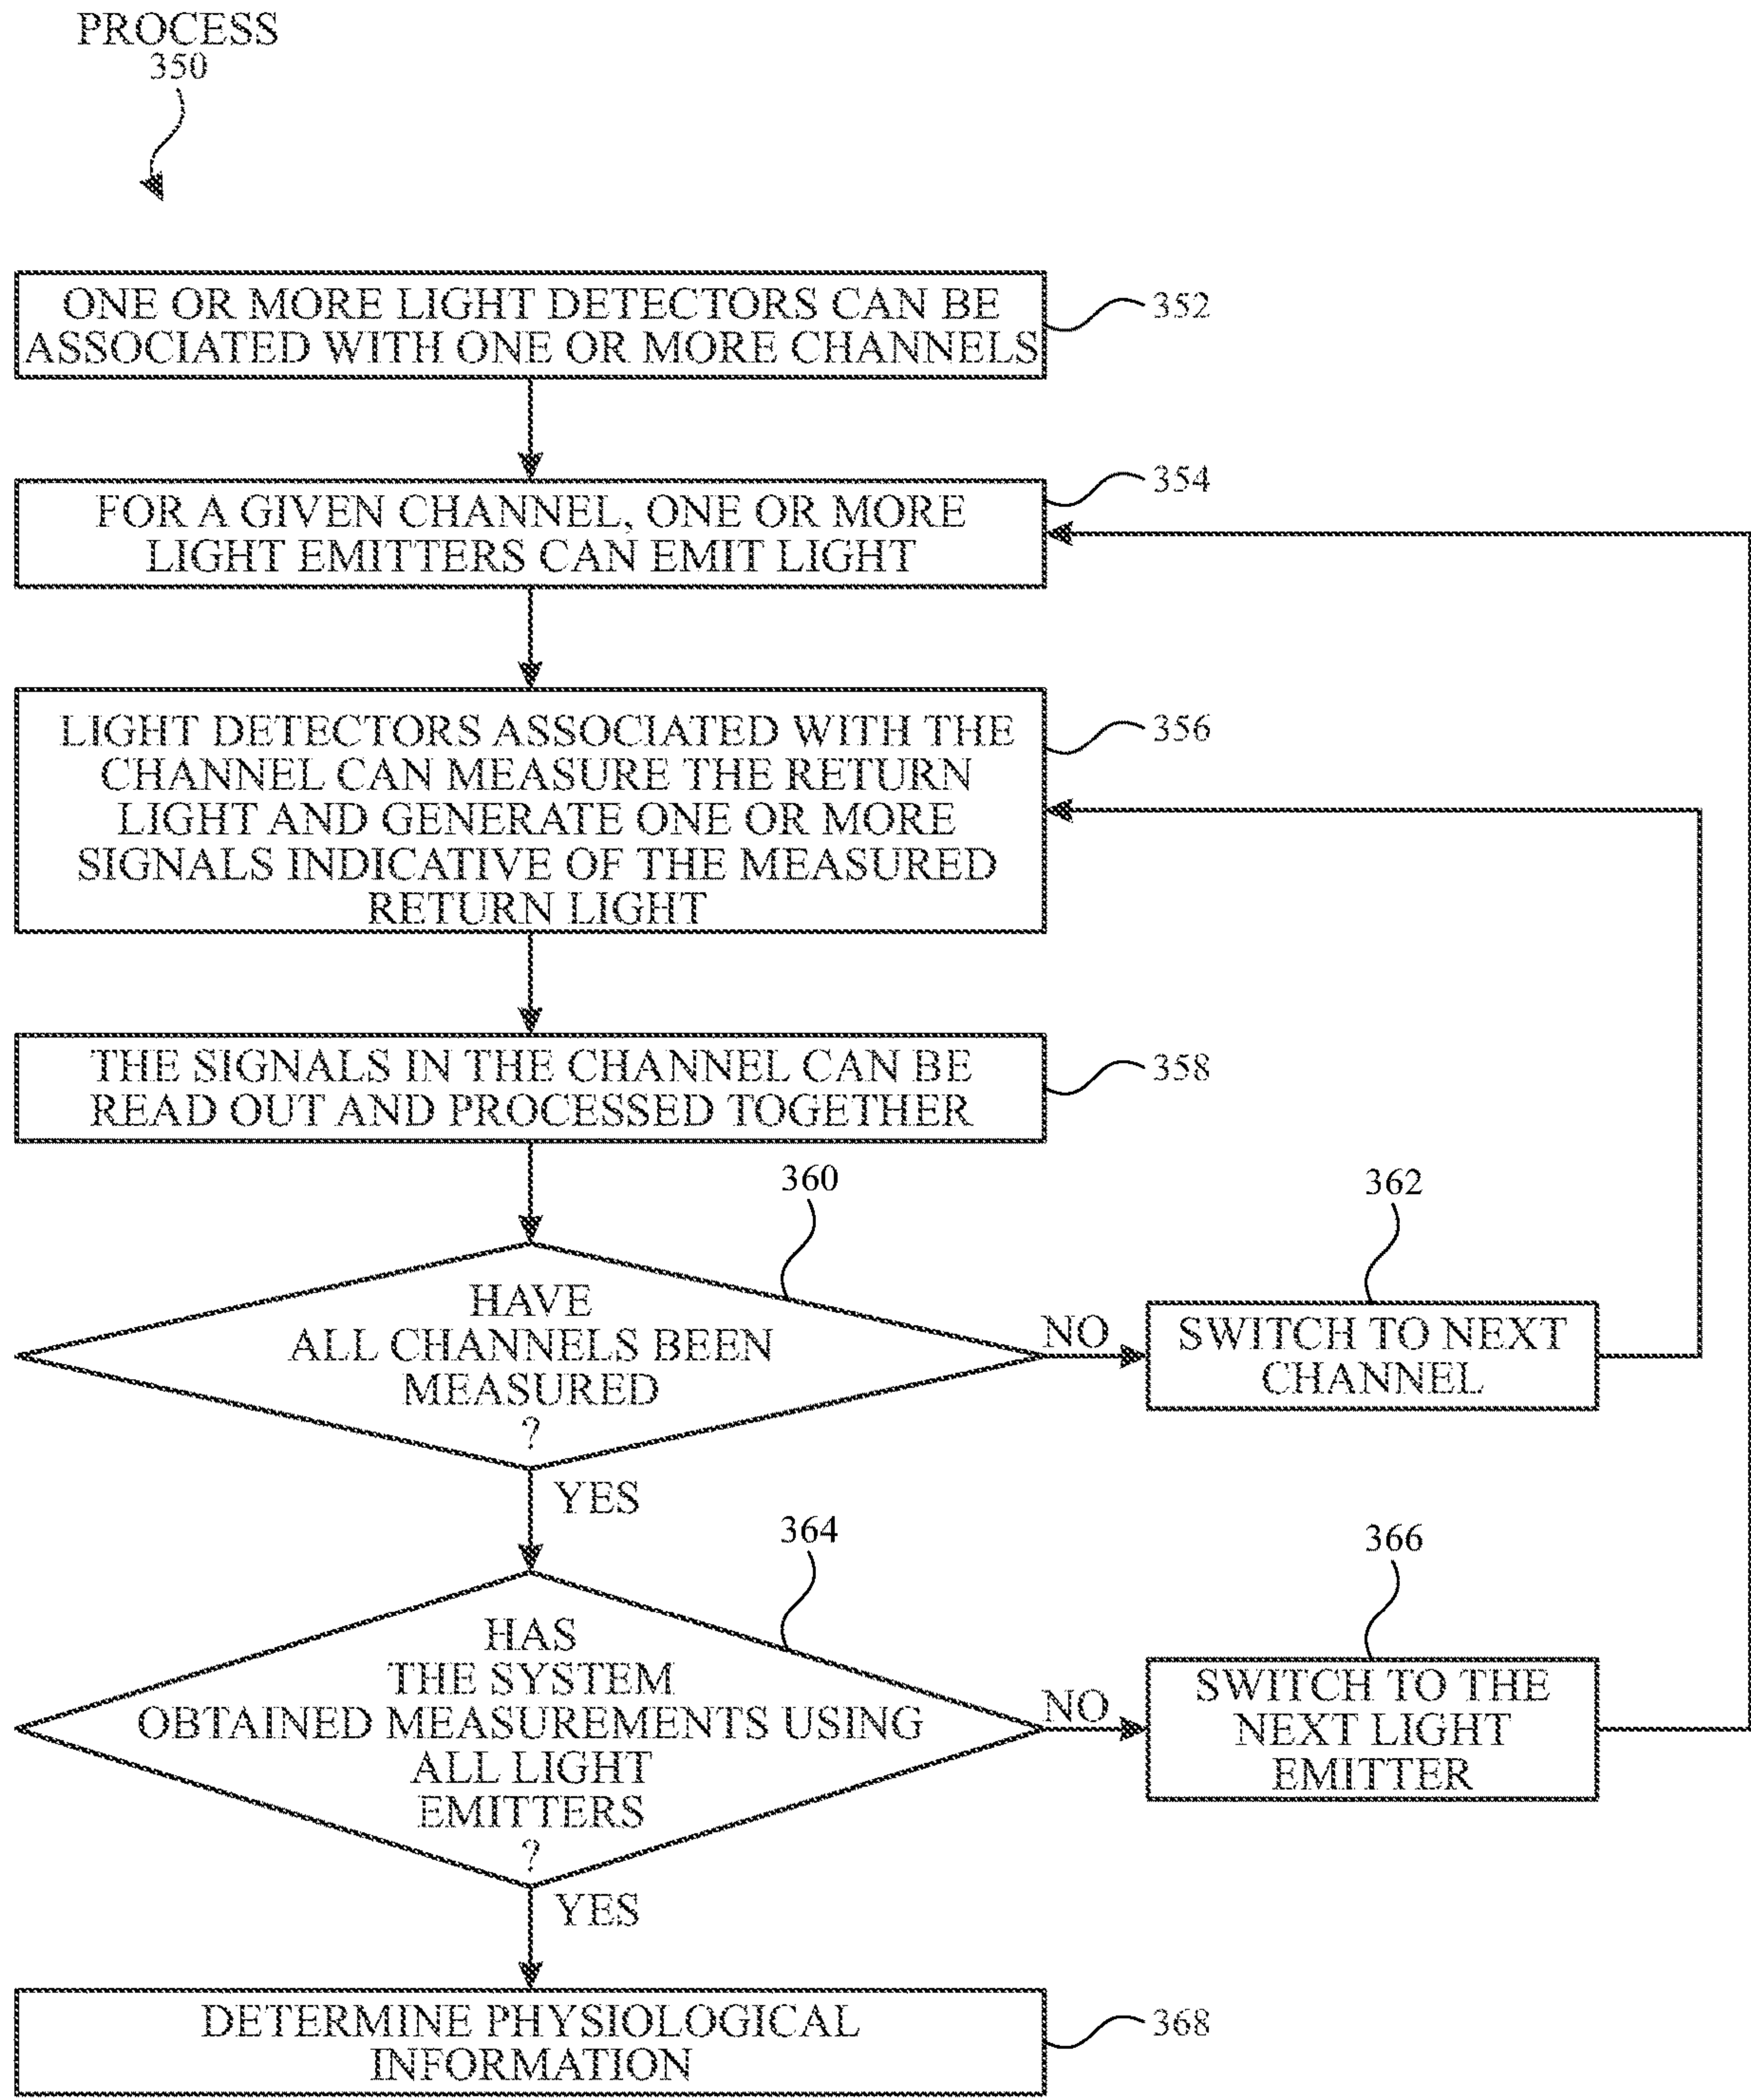 PROCESS
350
ONE OR MORE LIGHT DETECTORS CAN BE
ASSOCIATED WITH ONE OR MORE CHANNELS
352
FOR A GIVEN CHANNEL, ONE OR MORE
LIGHT EMITTERS CAN EMIT LIGHT
354
LIGHT DETECTORS ASSOCIATED WITH THE
CHANNEL CAN MEASURE THE RETURN
LIGHT AND GENERATE ONE OR MORE
SIGNALS INDICATIVE OF THE MEASURED
RETURN LIGHT
356
THE SIGNALS IN THE CHANNEL CAN BE
READ OUT AND PROCESSED TOGETHER
358
360
HAVE
ALL CHANNELS BEEN
MEASURED
?
NO
362
SWITCH TO NEXT
CHANNEL
YES
364
HAS
THE SYSTEM
OBTAINED MEASUREMENTS USING
ALL LIGHT
EMITTERS
?
NO
366
SWITCH TO THE
NEXT LIGHT
EMITTER
YES
DETERMINE PHYSIOLOGICAL
INFORMATION
368